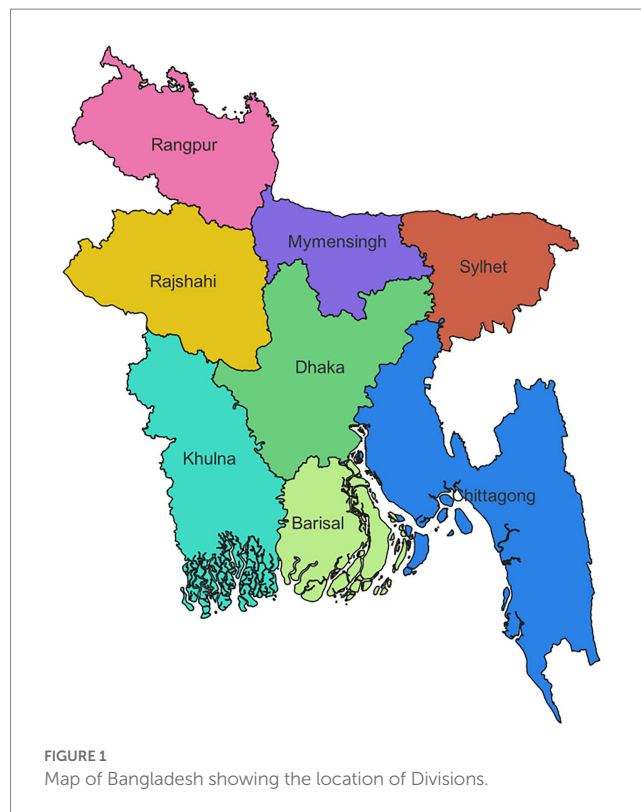 Rangpur
Mymensingh
Sylhet
Rajshahi
Dhaka
Khulna
Chittagong
Barisal
FIGURE 1
Map of Bangladesh showing the location of Divisions.